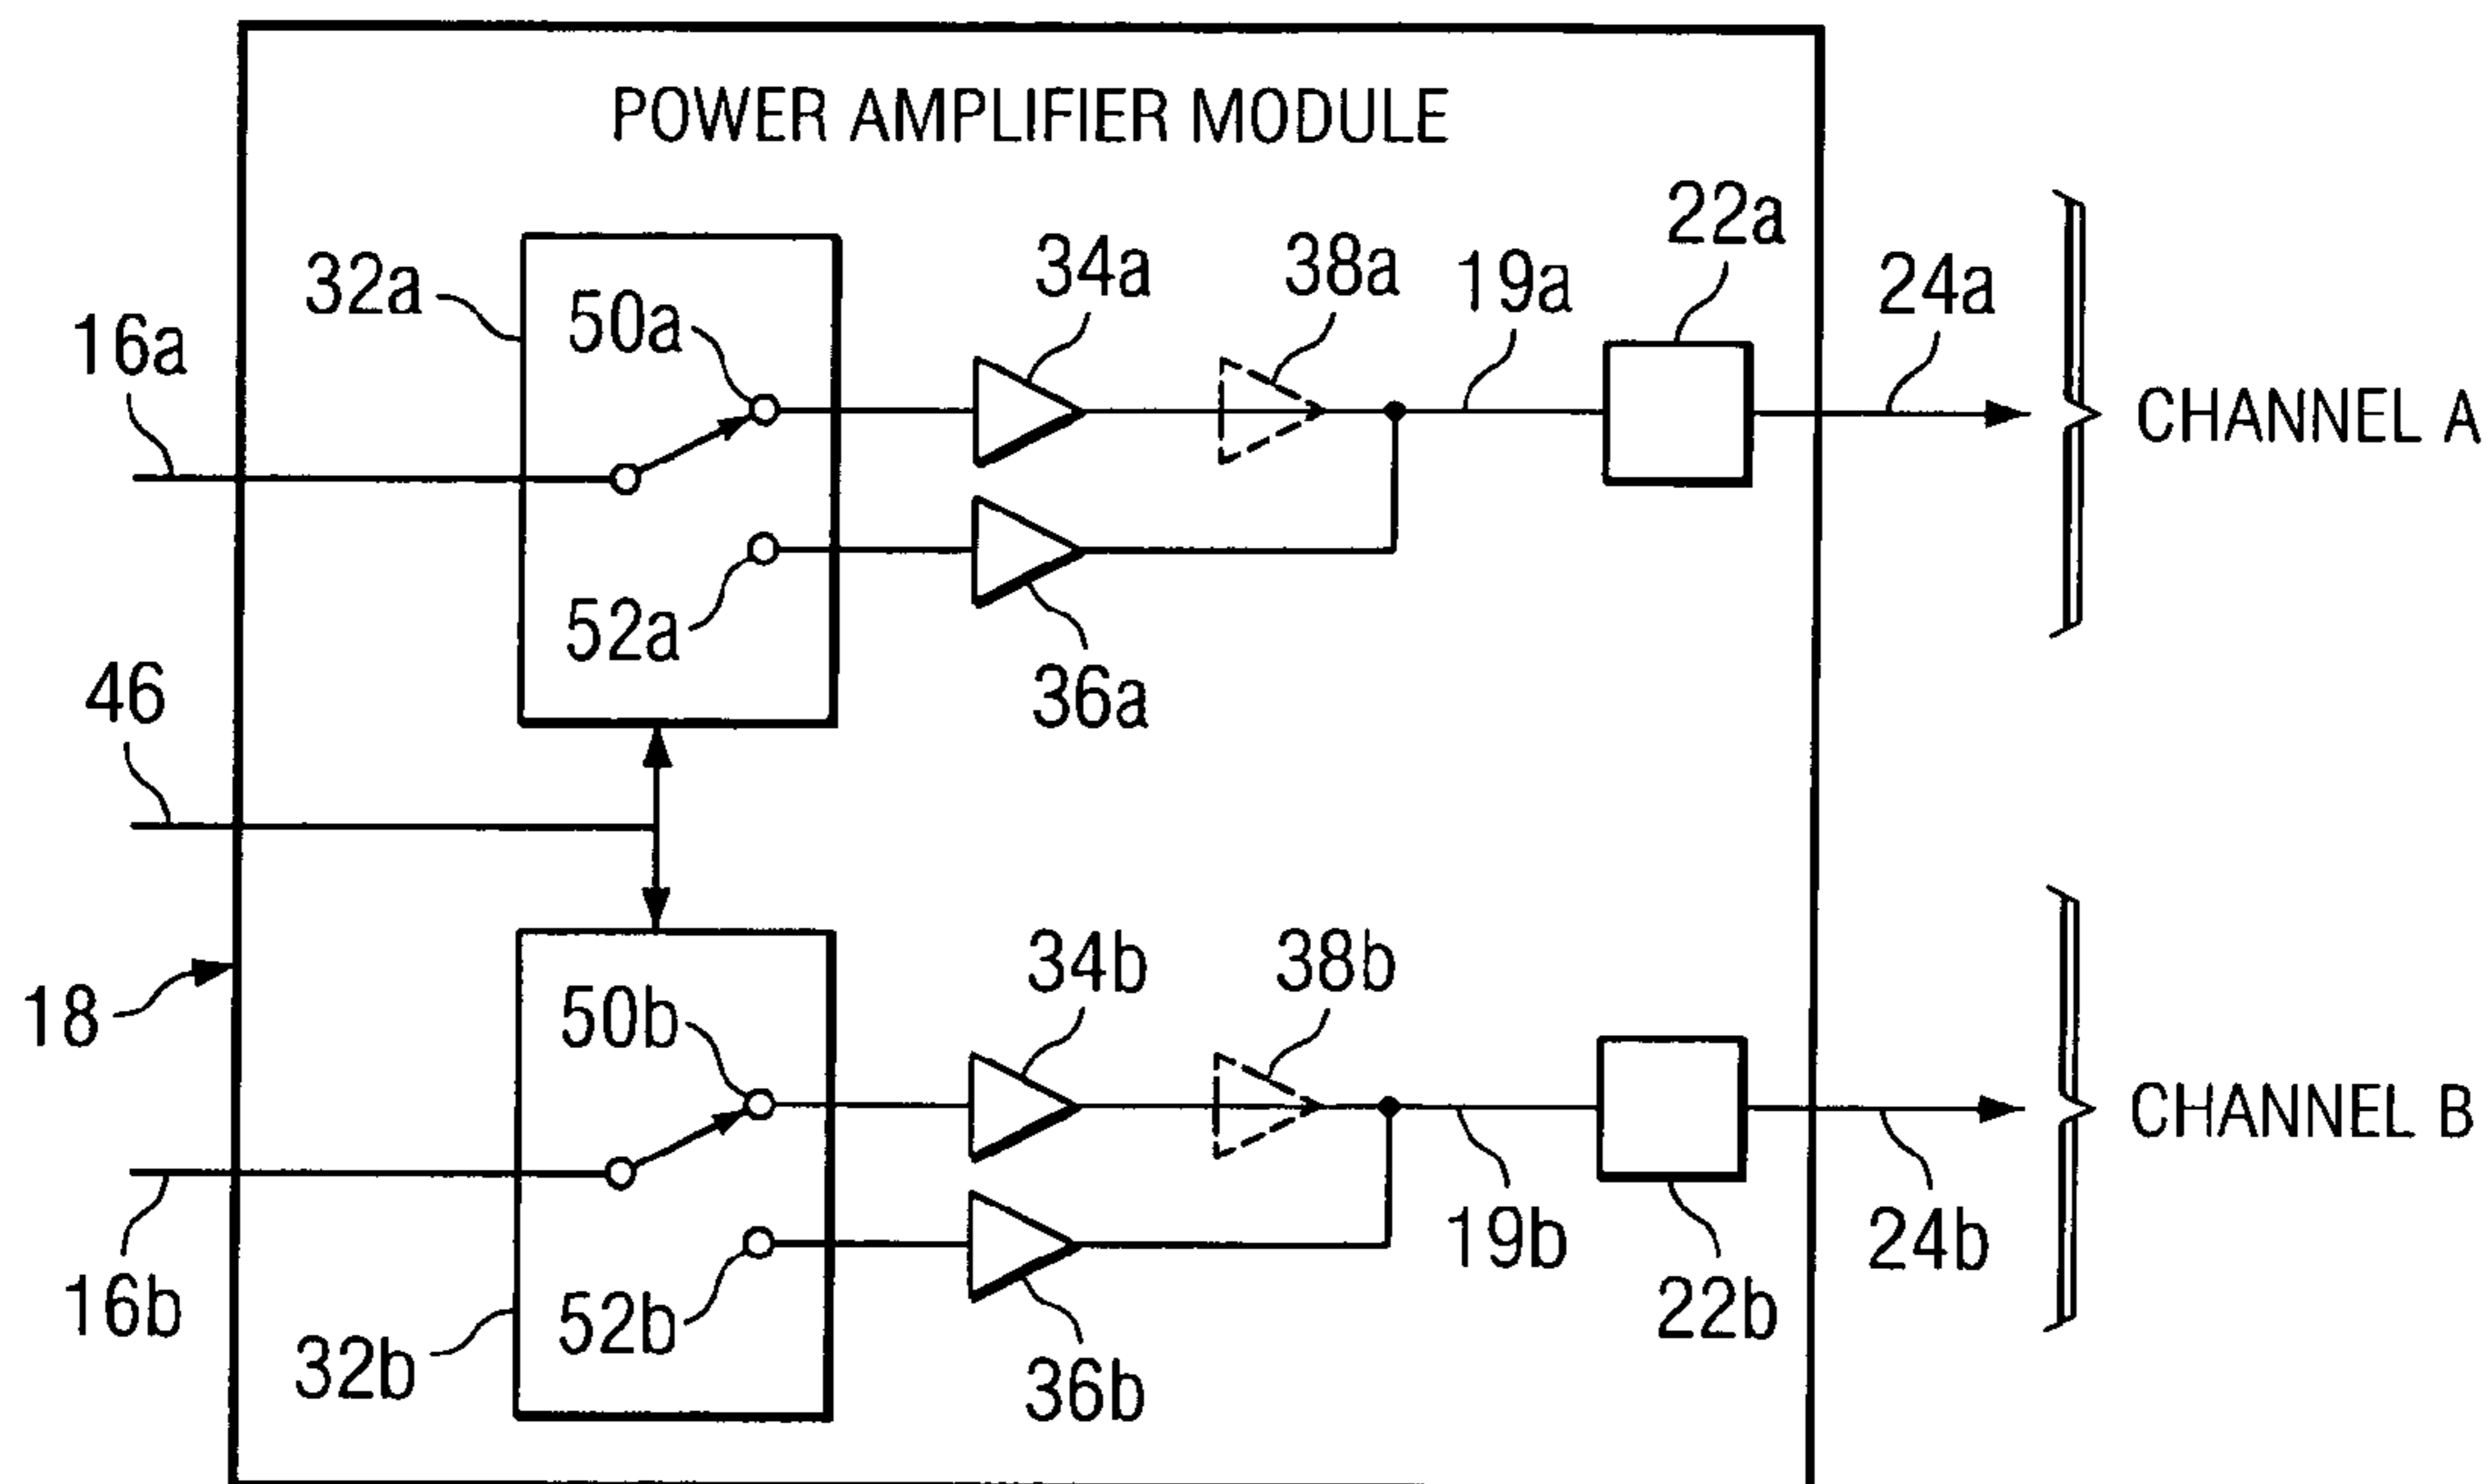 POWER AMPLIFIER MODULE
22a
34a
38a
19a
24a
32a
50a
16a
CHANNEL A
52a
36a
46
34b
38b
18
50b
CHANNEL B
19b
24b
16b
52b
22b
32b
36b